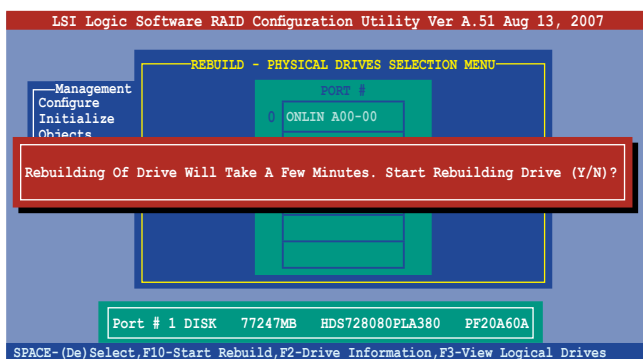 LSI Logic Software RAID Configuration Utility Ver A.51 Aug 13, 2007
REBUILD - PHYSICAL DRIVES SELECTION MENU
Management
Configure
Initialize
Objects
PORT #
0 ONLIN A00-00
Rebuilding Of Drive Will Take A Few Minutes. Start Rebuilding Drive (Y/N)?
Port # 1 DISK 77247MB HDS728080PLA380 PF20A60A
SPACE-(De)Select,F10-Start Rebuild,F2-Drive Information,F3-View Logical Drives